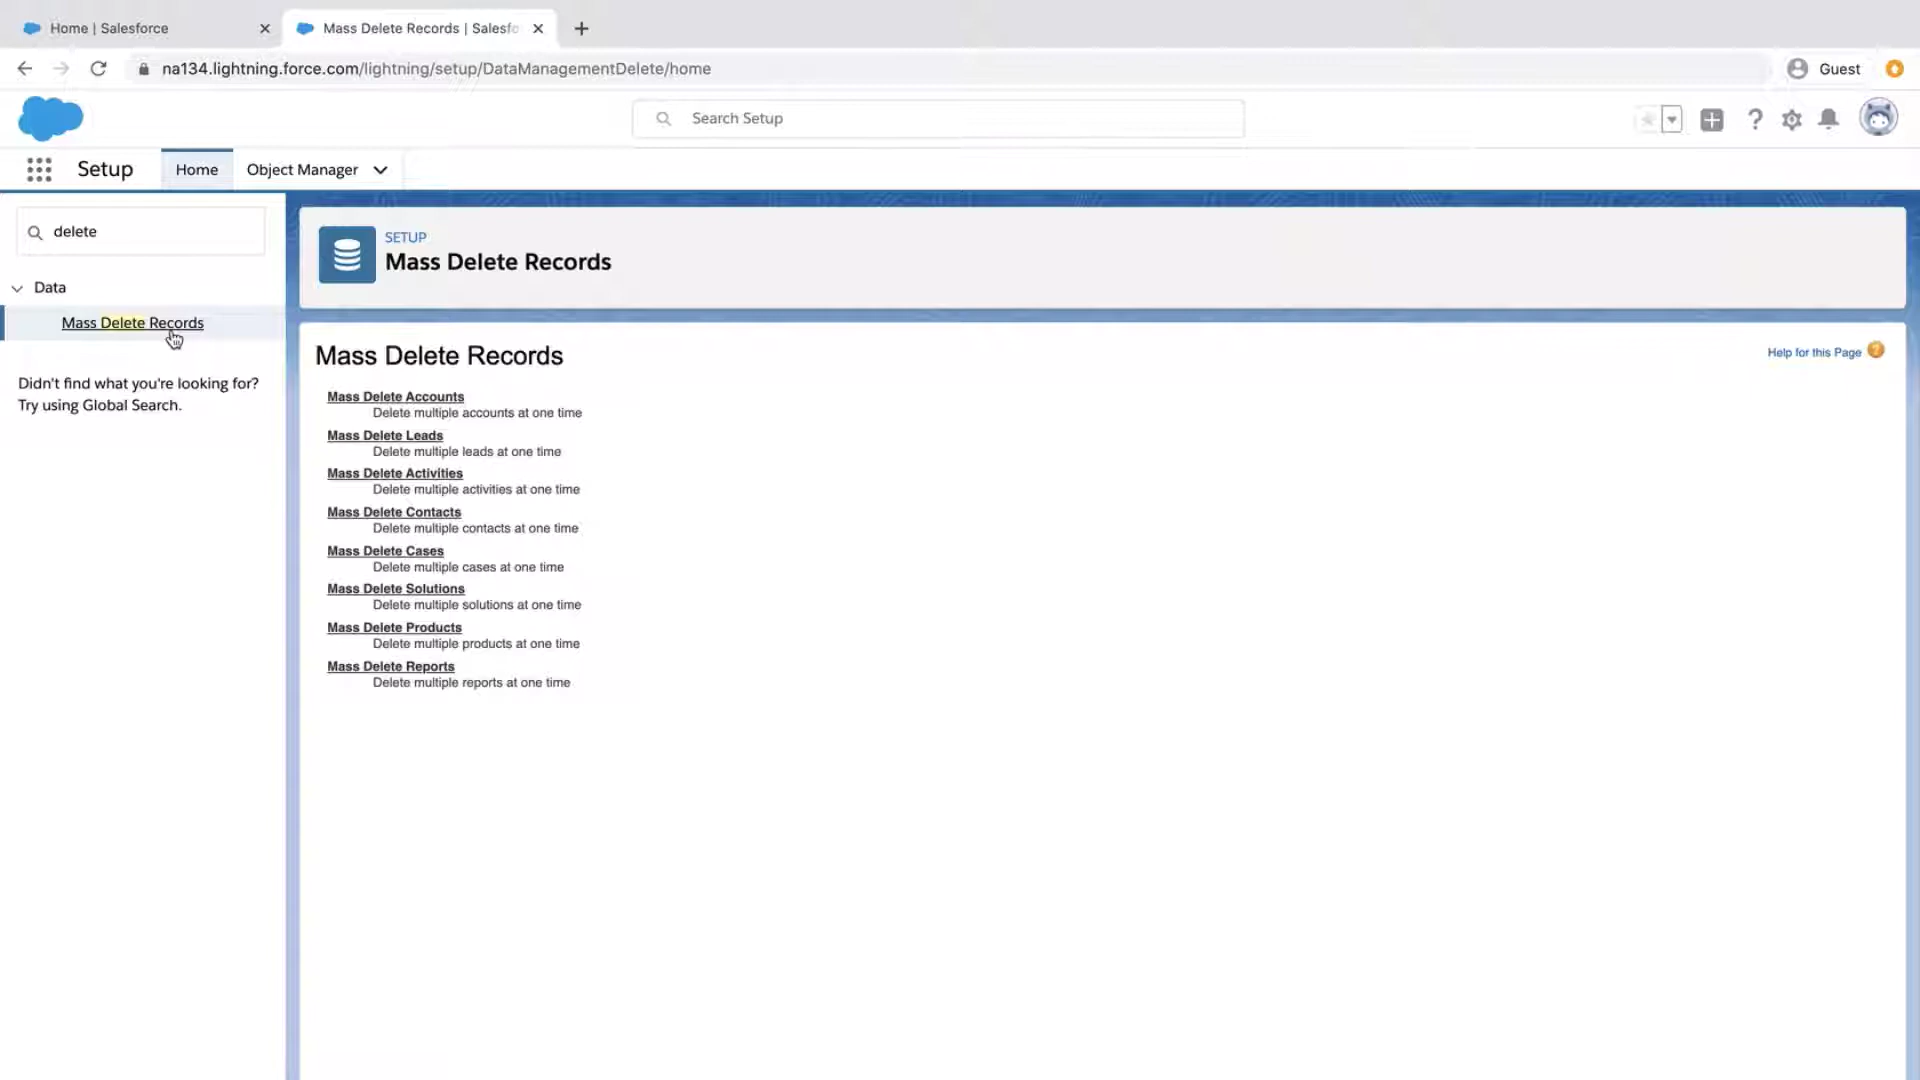 Home | Salesforce
Mass Delete Records | Salesfo
na134.lightning.force.com/lightning/setup/DataManagementDelete/home
Guest
Search Setup
Setup
Home
Object Manager
delete
Data
Mass Delete Records
Didn't find what you're looking for?
Try using Global Search.
SETUP
Mass Delete Records
Mass Delete Records
Help for this Page
Mass Delete Accounts
Delete multiple accounts at one time
Mass Delete Leads
Delete multiple leads at one time
Mass Delete Activities
Delete multiple activities at one time
Mass Delete Contacts
Delete multiple contacts at one time
Mass Delete Cases
Delete multiple cases at one time
Mass Delete Solutions
Delete multiple solutions at one time
Mass Delete Products
Delete multiple products at one time
Mass Delete Reports
Delete multiple reports at one time